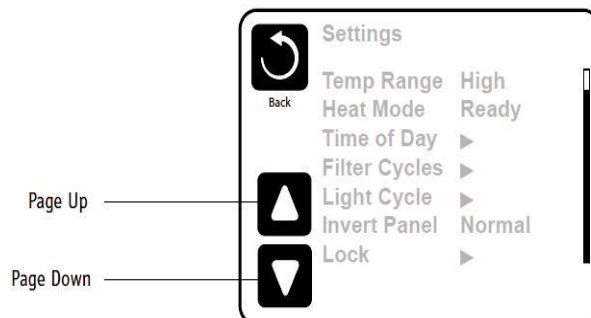 Settings
Back
Temp Range High
Heat Mode Ready
Time of Day
Filter Cycles
Light Cycle
Invert Panel Normal
Lock
Page Up
Page Down